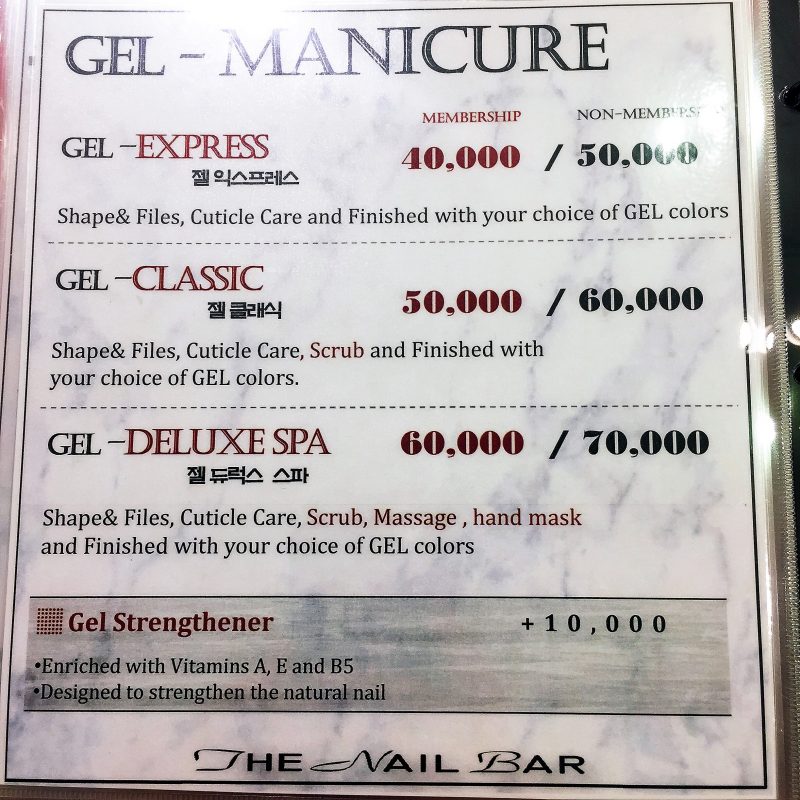 GEL - MANICURE
MEMBERSHIP NON-MEMBERSHIP
GEL -EXPRESS 40,000 / 50,000
젤 익스프레스
Shape& Files, Cuticle Care and Finished with your choice of GEL colors
GEL -CLASSIC 50,000 / 60,000
젤 클래식
Shape& Files, Cuticle Care, Scrub and Finished with
your choice of GEL colors.
GEL -DELUXE SPA 60,000 / 70,000
젤 듀럭스 스파
Shape& Files, Cuticle Care, Scrub, Massage , hand mask
and Finished with your choice of GEL colors
Gel Strengthener +10,000
•Enriched with Vitamins A, E and B5
•Designed to strengthen the natural nail
THE NAIL BAR